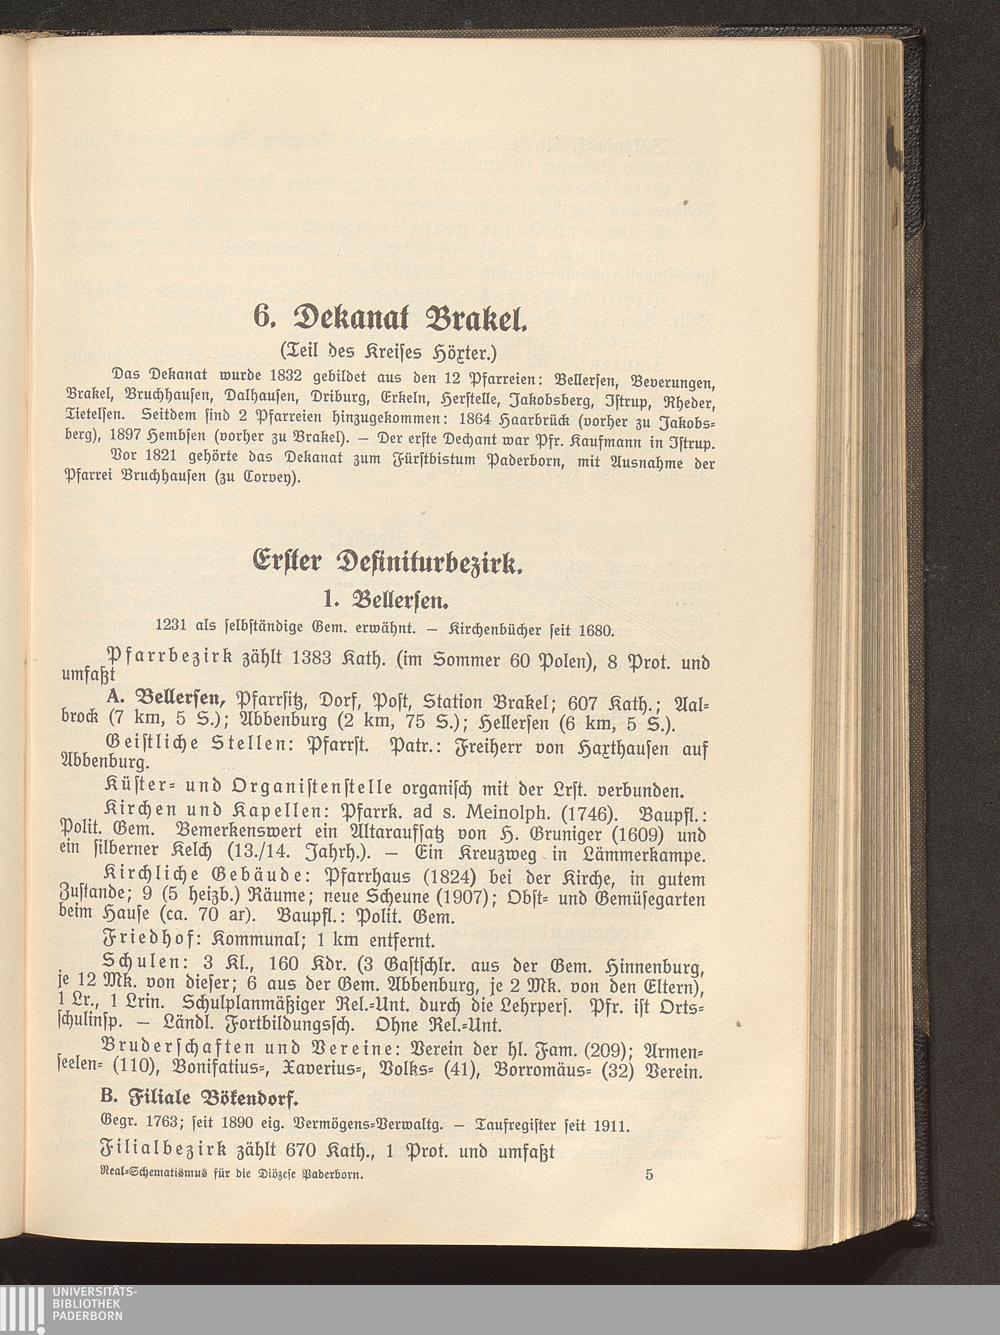 6. Dekanat Brakel.
(Teil des Kreises Höxter.)
Das Dekanat wurde 1832 gebildet aus den 12 Pfarreien: Bellersen, Beverungen,
Brakel, Bruchhausen, Dalhausen, Driburg, Erkeln, Herstelle, Jakobsberg, Istrup, Rheder,
Tietelsen. Seitdem sind 2 Pfarreien hinzugekommen: 1864 Haarbrück (vorher zu Jakobs-
berg), 1897 Hembsen (vorher zu Brakel). — Der erste Dechant war Pfr. Kaufmann in Istrup.
Vor 1821 gehörte das Dekanat zum Fürstbistum Paderborn, mit Ausnahme der
Pfarrei Bruchhausen (zu Corvey).
Erster Definiturbezirk.
1. Bellersen.
1231 als selbständige Gem. erwähnt. — Kirchenbücher seit 1680.
Pfarrbezirk zählt 1383 Kath. (im Sommer 60 Polen), 8 Prot. und
umfaßt
A. Bellersen, Pfarrsitz, Dorf, Post, Station Brakel; 607 Kath.; Aal-
brock (7 km, 5 S.); Abbenburg (2 km, 75 S.); Hellersen (6 km, 5 S.).
Geistliche Stellen: Pfarrst. Patr.: Freiherr von Haxthausen auf
Abbenburg.
Küster- und Organistenstelle organisch mit der Lrst. verbunden.
Kirchen und Kapellen: Pfarrk. ad s. Meinolph. (1746). Baupfl.:
Polit. Gem. Bemerkenswert ein Altaraufsatz von H. Gruniger (1609) und
ein silberner Kelch (13./14. Jahrh.). — Ein Kreuzweg in Lämmerkampe.
Kirchliche Gebäude: Pfarrhaus (1824) bei der Kirche, in gutem
Zustande; 9 (5 heizb.) Räume; neue Scheune (1907); Obst- und Gemüsegarten
beim Hause (ca. 70 ar). Baupfl.: Polit. Gem.
Friedhof: Kommunal; 1 km entfernt.
Schulen: 3 Kl., 160 Kdr. (3 Gastschlr. aus der Gem. Hinnenburg,
je 12 Mk. von dieser; 6 aus der Gem. Abbenburg, je 2 Mk. von den Eltern),
1 Lr., 1 Lrin. Schulplanmäßiger Rel.-Unt. durch die Lehrpers. Pfr. ist Orts-
schulinsp. — Ländl. Fortbildungssch. Ohne Rel.-Unt.
Bruderschaften und Vereine: Verein der hl. Fam. (209); Armen-
seelen- (110), Bonifatius-, Xaverius-, Volks- (41), Borromäus- (32) Verein.
B. Filiale Bökendorf.
Gegr. 1763; seit 1890 eig. Vermögens-Verwaltg. — Taufregister seit 1911.
Filialbezirk zählt 670 Kath., 1 Prot. und umfaßt
Real-Schematismus für die Diözese Paderborn. 5
UNIVERSITÄTS-
BIBLIOTHEK
PADERBORN